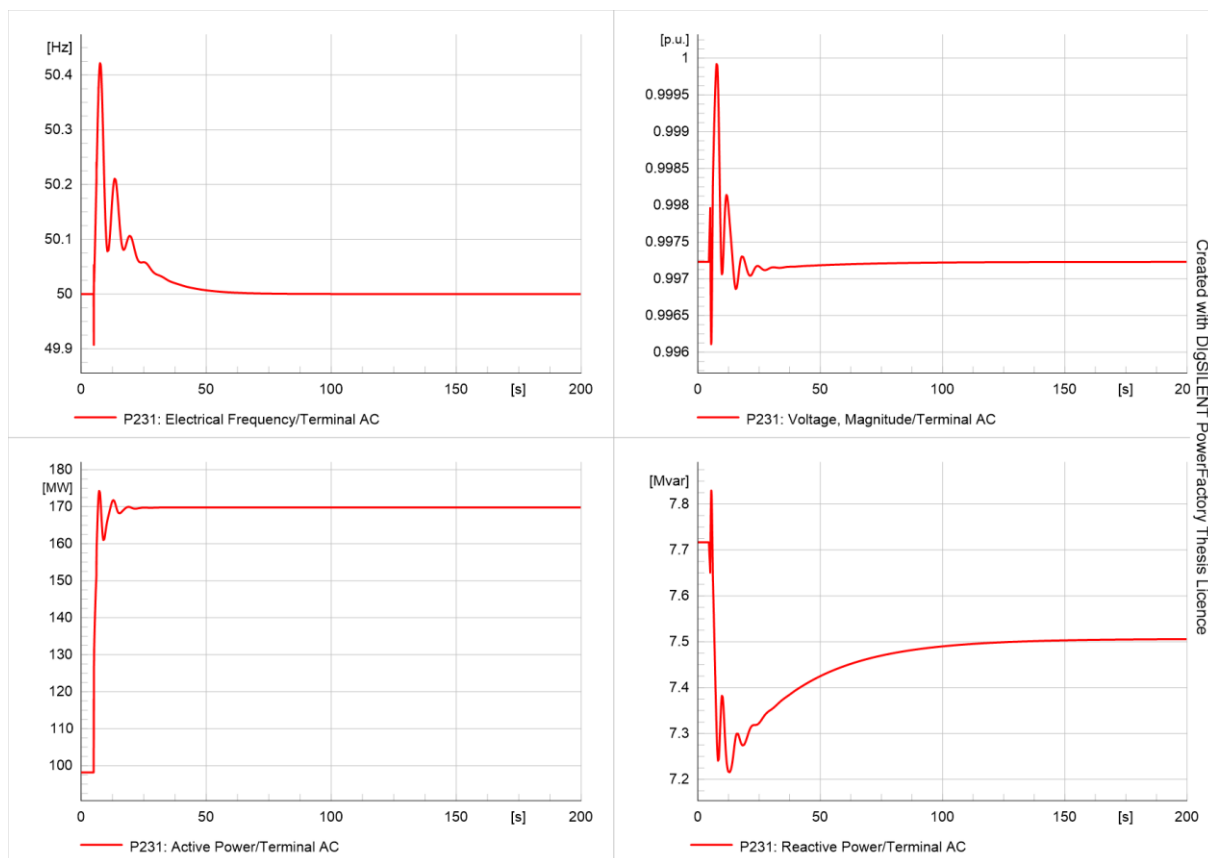 [Hz]
50.4
50.3
50.2
50.1
50
49.9
0 50 100 150 [s] 200
P231: Electrical Frequency/Terminal AC
[p.u.]
1
0.9995
0.999
0.9985
0.998
0.9975
0.997
0.9965
0.996
0 50 100 150 [s] 200
P231: Voltage, Magnitude/Terminal AC
180
[MW]
170
160
150
140
130
120
110
100
0 50 100 150 [s] 200
P231: Active Power/Terminal AC
[Mvar]
7.8
7.7
7.6
7.5
7.4
7.3
7.2
0 50 100 150 [s] 200
P231: Reactive Power/Terminal AC
Created with DIgSILENT PowerFactory Thesis Licence